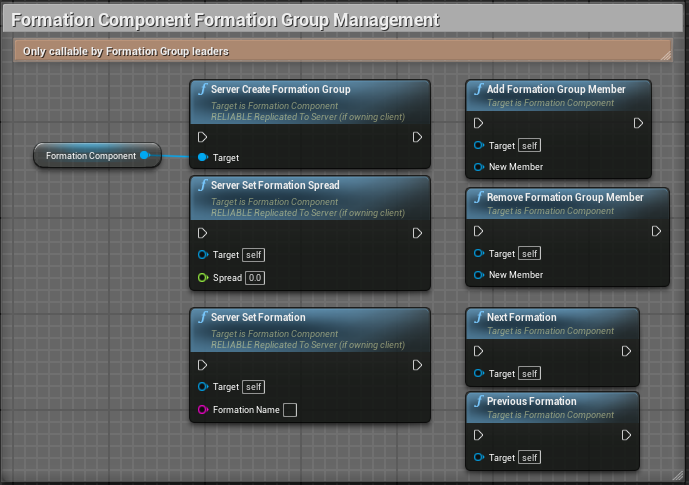 Formation Component Formation Group Management
Only callable by Formation Group leaders
Formation Component
Server Create Formation Group
Target is Formation Component
RELIABLE Replicated To Server (if owning client)
Target
Server Set Formation Spread
Target is Formation Component
RELIABLE Replicated To Server (if owning client)
Target self
Spread 0.0
Server Set Formation
Target is Formation Component
RELIABLE Replicated To Server (if owning client)
Target self
Formation Name
Add Formation Group Member
Target is Formation Component
Target self
New Member
Remove Formation Group Member
Target is Formation Component
Target self
New Member
Next Formation
Target is Formation Component
Target self
Previous Formation
Target is Formation Component
Target self